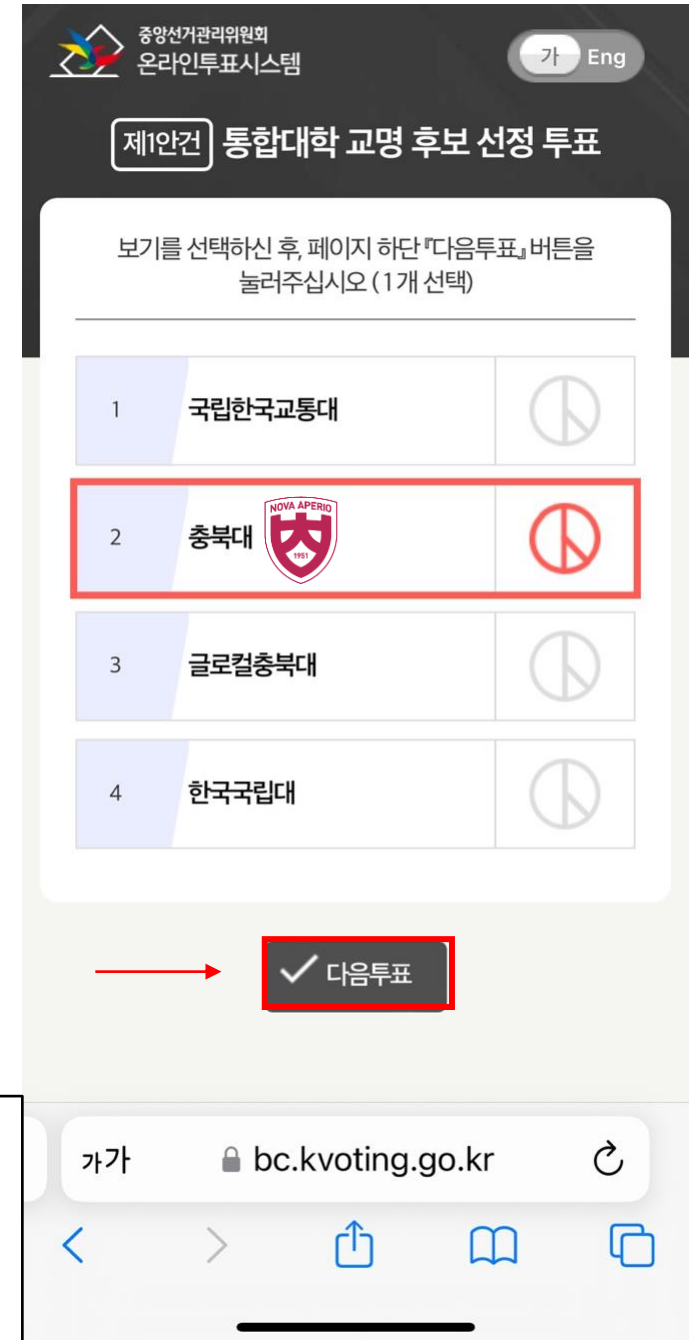 중앙선거관리위원회
온라인투표시스템
가 Eng
제1안건 통합대학 교명 후보 선정 투표
보기를 선택하신 후, 페이지 하단 『다음투표』 버튼을
눌러주십시오 ( 1개 선택)
1 국립한국교통대
2 충북대 NOVA APERIO 1951
3 글로컬충북대
4 한국국립대
다음투표
가가 bc.kvoting.go.kr